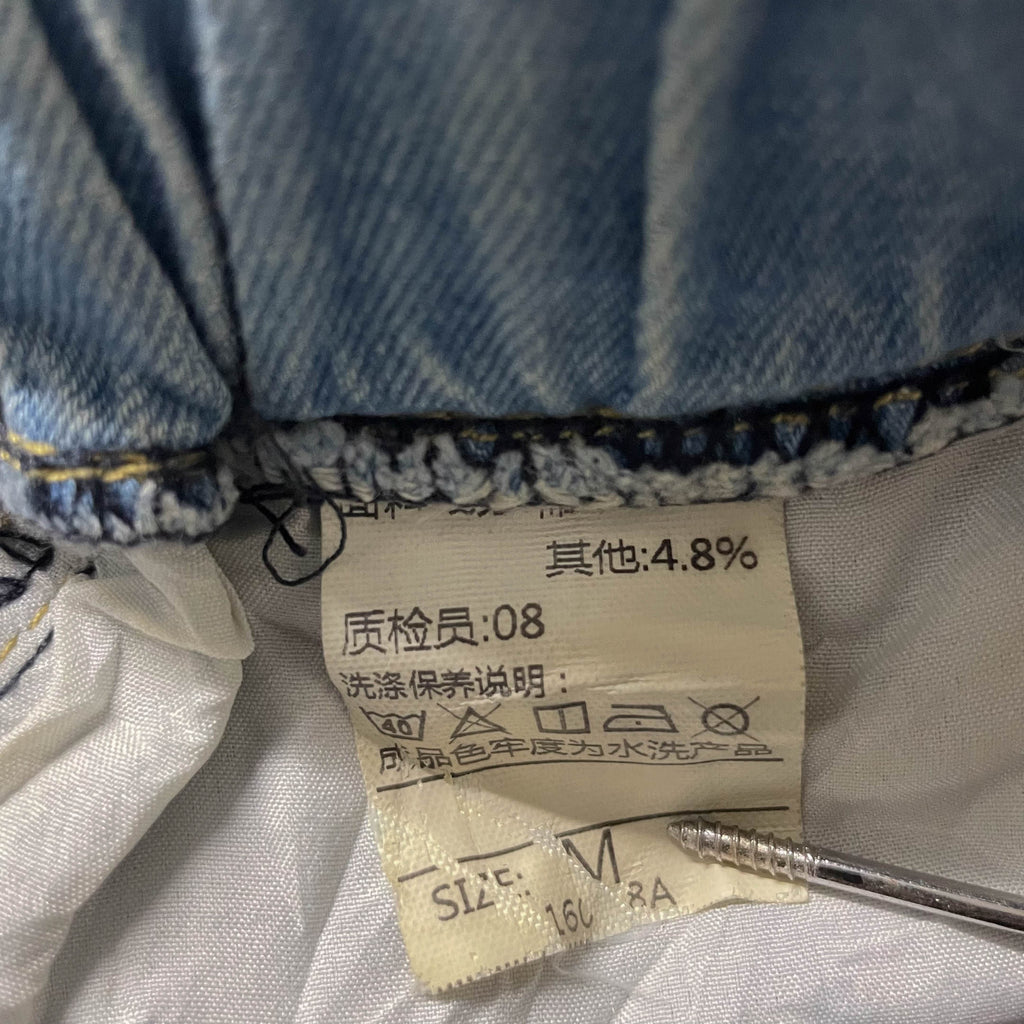 其他:4.8%
质检员:08
洗涤保养说明：
40
成品色牢度为水洗产品
SIZE: M